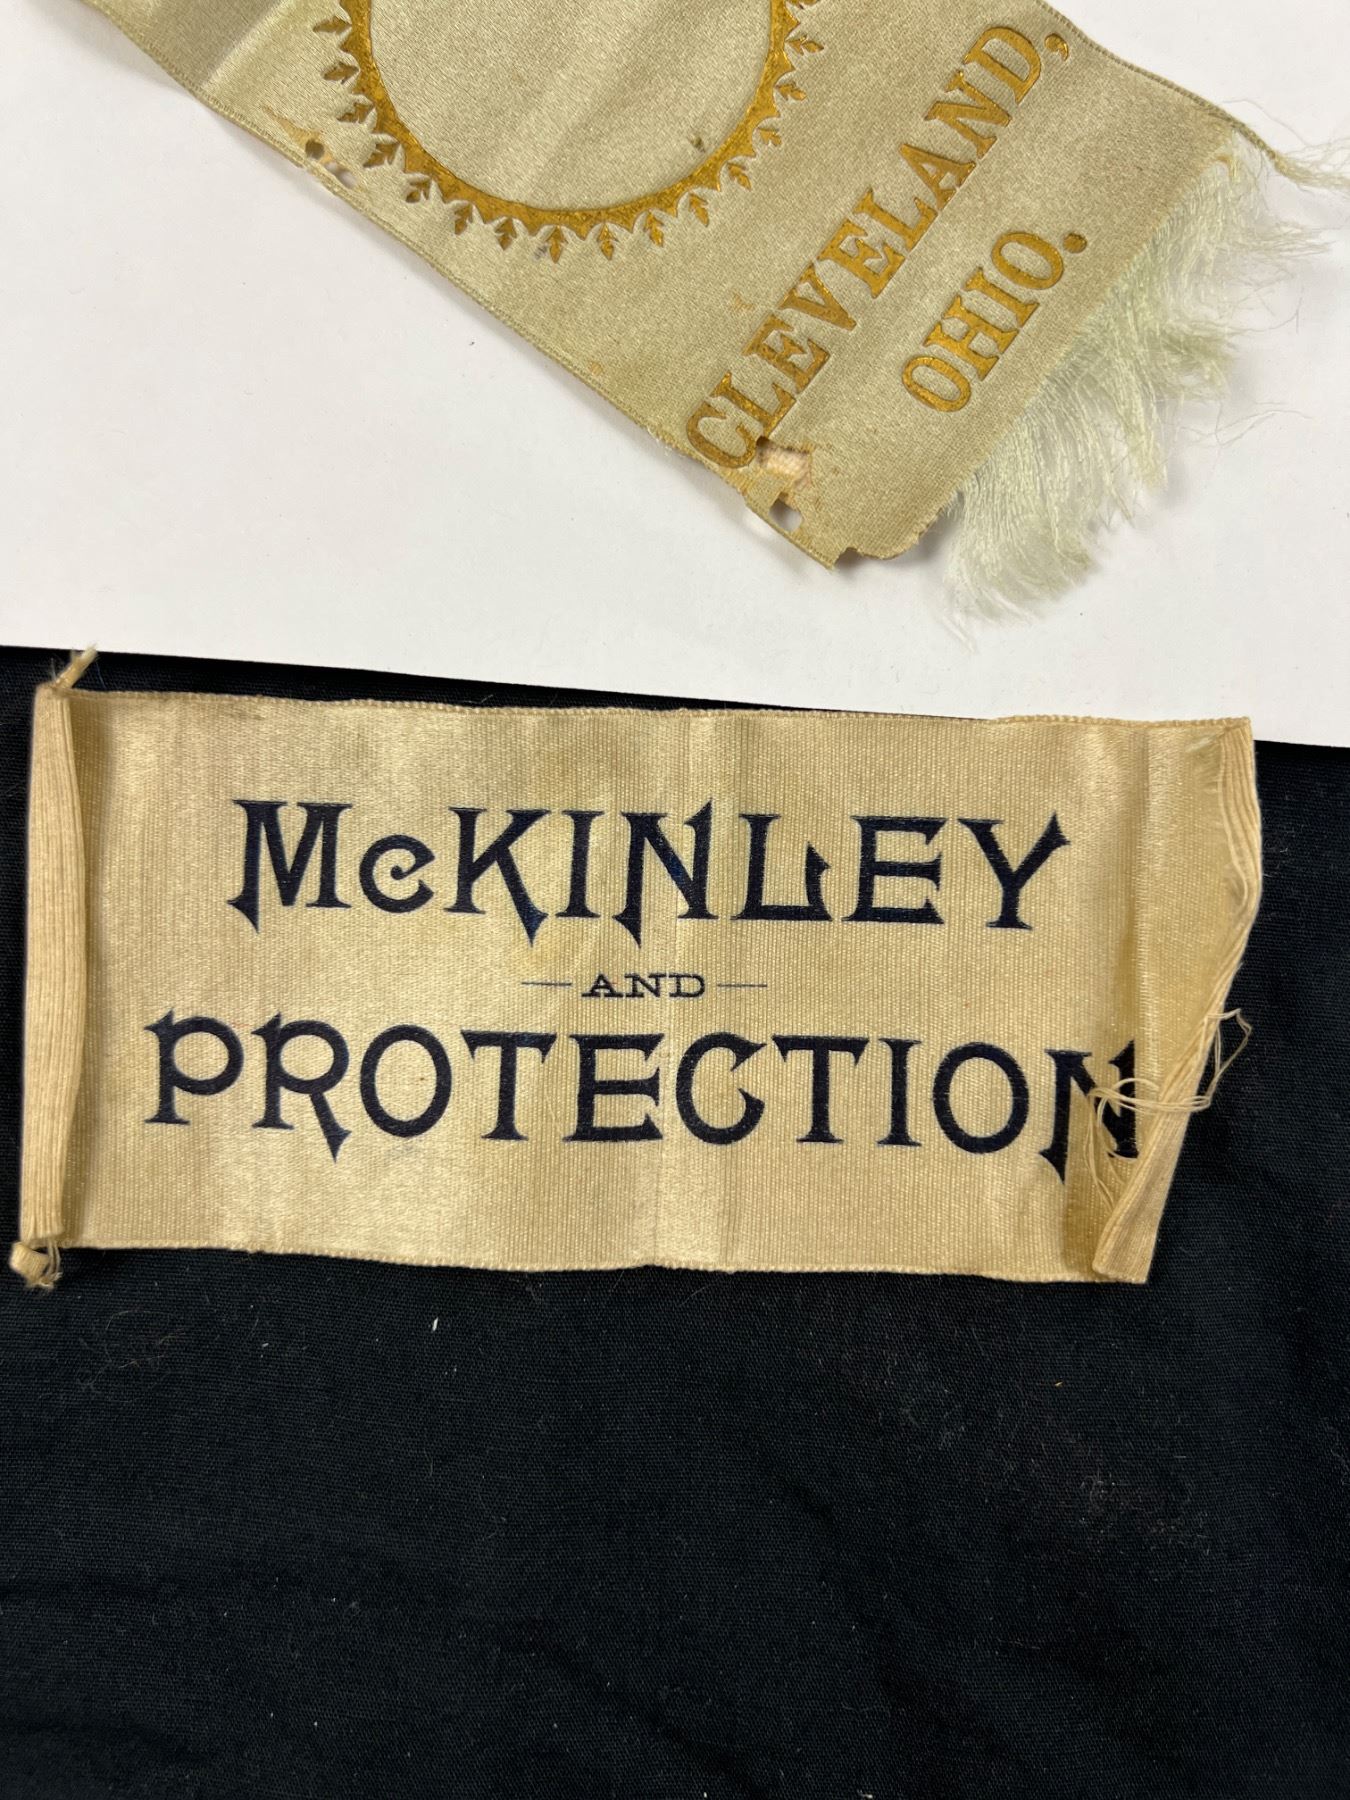 CLEVELAND,
OHIO.
McKINLEY
—AND—
PROTECTION